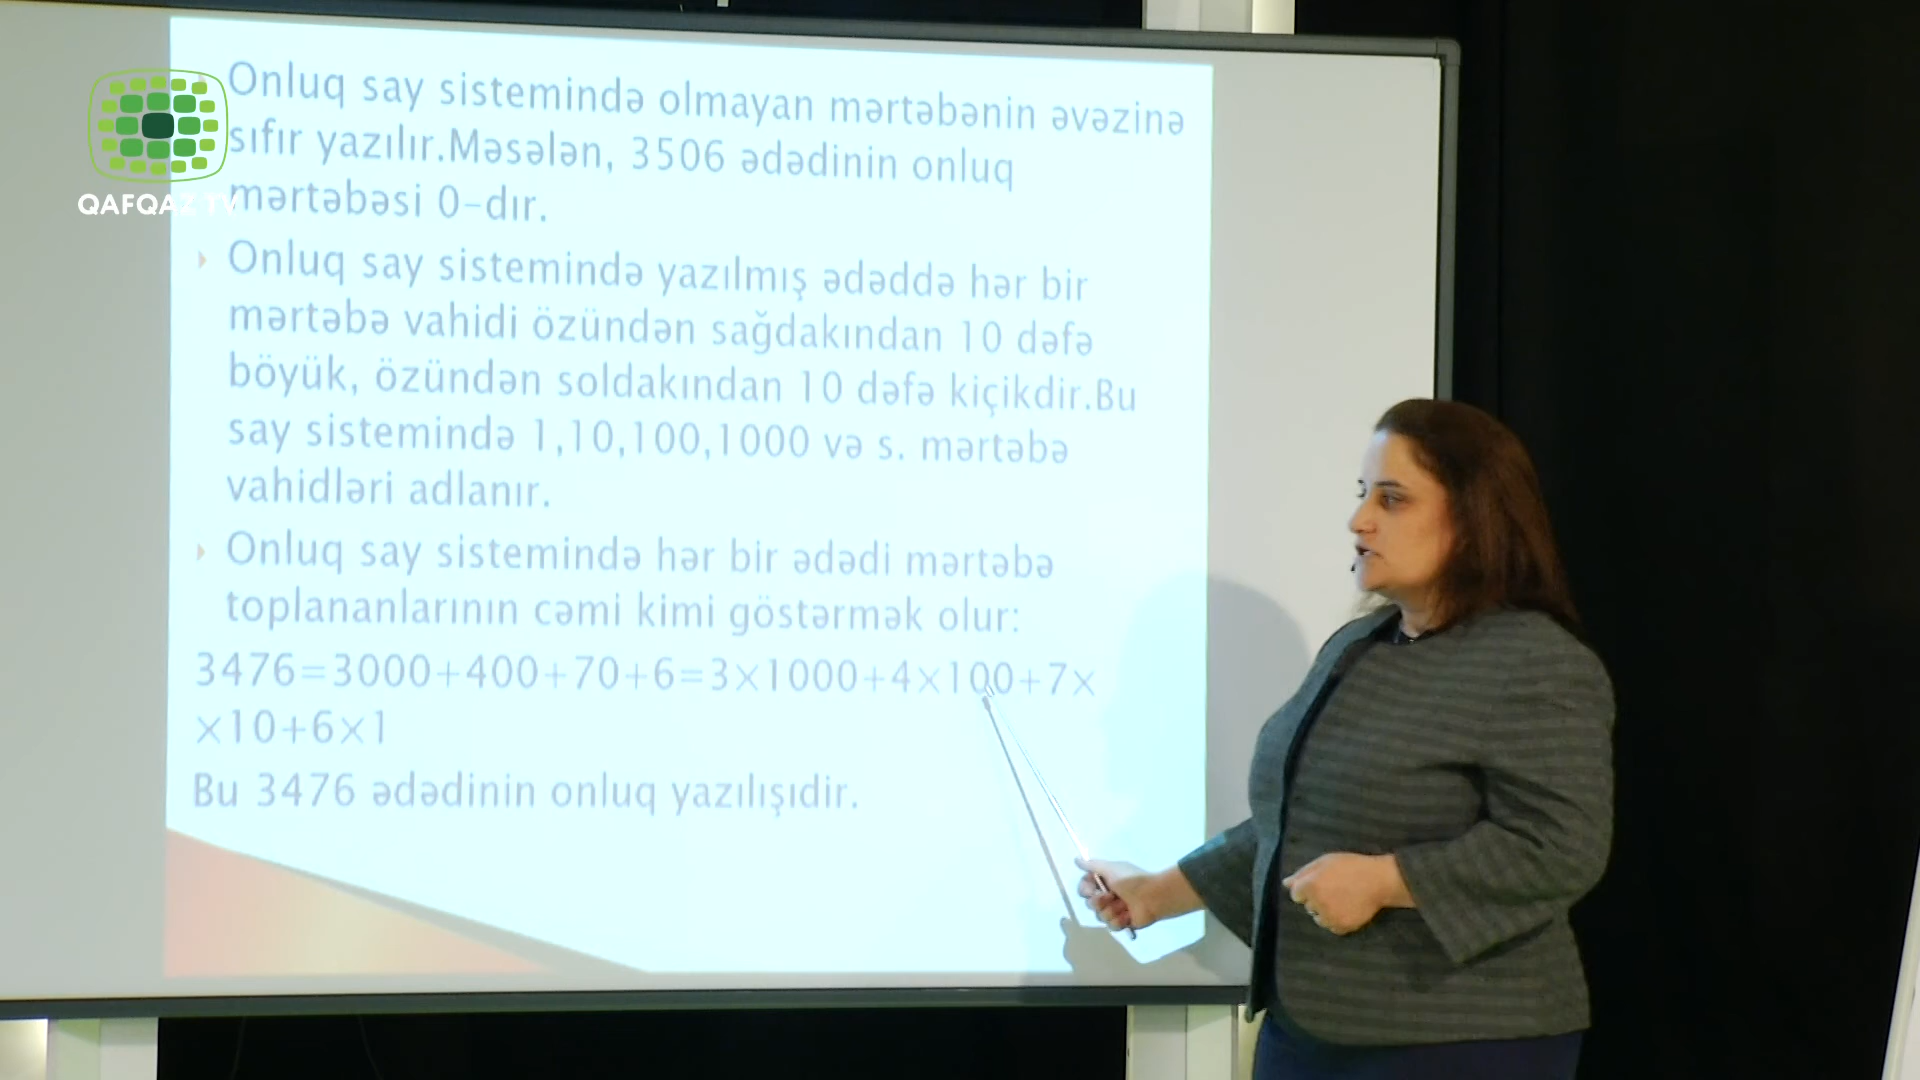 Onluq say sistemində olmayan mərtəbənin əvəzinə
sıfır yazılır.Məsələn, 3506 ədədinin onluq
QAFQAZ TV
mərtəbəsi 0-dır.
Onluq say sistemində yazılmış ədəddə hər bir
mərtəbə vahidi özündən sağdakından 10 dəfə
böyük, özündən soldakından 10 dəfə kiçikdir.Bu
say sistemində 1,10,100,1000 və s. mərtəbə
vahidləri adlanır.
Onluq say sistemində hər bir ədədi mərtəbə
toplananlarının cəmi kimi göstərmək olur:
3476=3000+400+70+6=3×1000+4×100+7×
×10+6×1
Bu 3476 ədədinin onluq yazılışıdir.